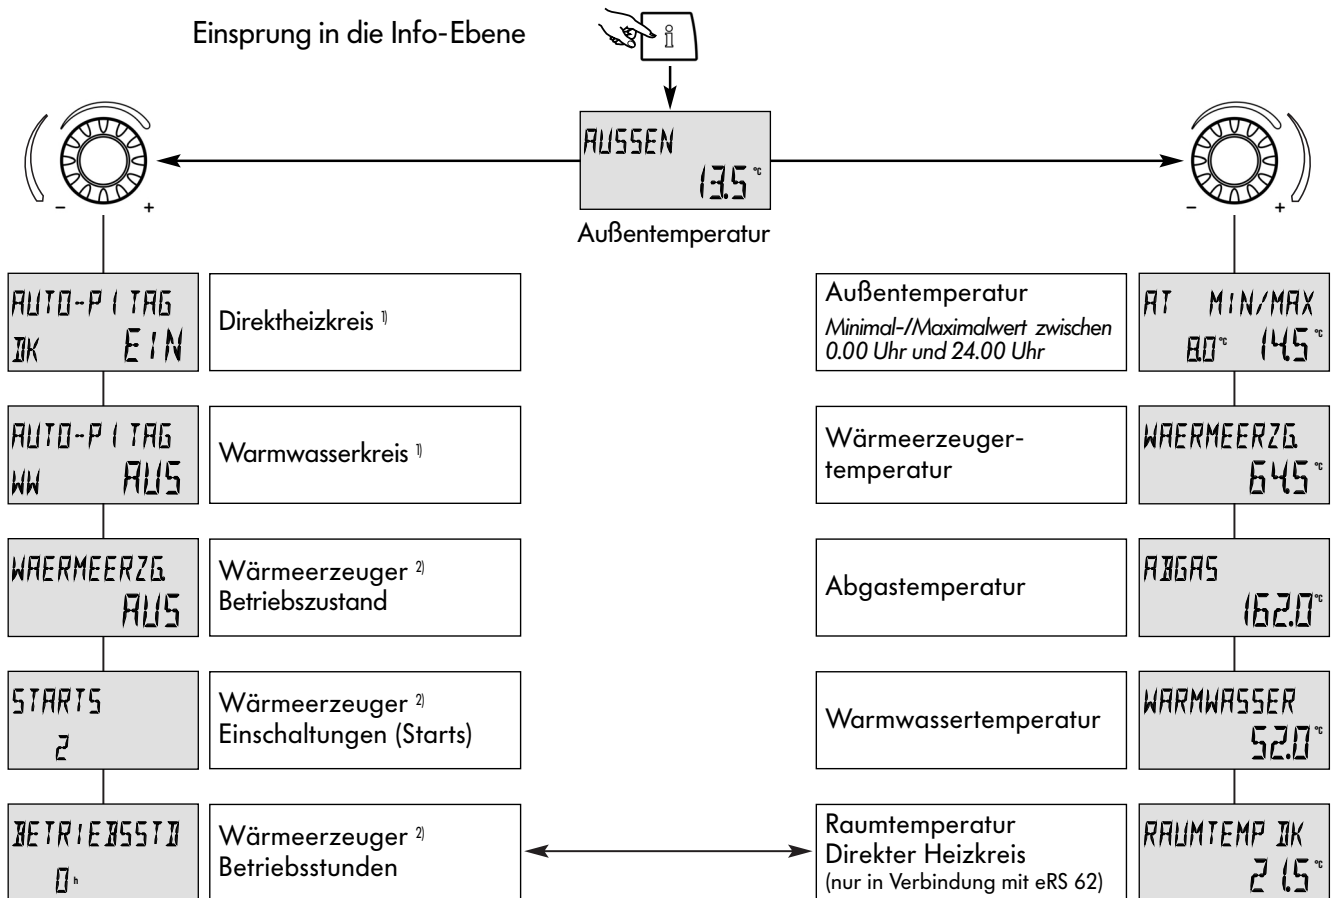 Einsprung in die Info-Ebene
i
AUSSEN
13.5 °C
Außentemperatur
- +
- +
AUTO-P1 TAG
DK EIN
Direktheizkreis 1)
AUTO-P1 TAG
WW AUS
Warmwasserkreis 1)
WAERMEERZG.
AUS
Wärmeerzeuger 2)
Betriebszustand
STARTS
2
Wärmeerzeuger 2)
Einschaltungen (Starts)
BETRIEBSSTD
0 h
Wärmeerzeuger 2)
Betriebsstunden
Außentemperatur
Minimal-/Maximalwert zwischen
0.00 Uhr und 24.00 Uhr
AT MIN/MAX
8.0 °C 14.5 °C
Wärmeerzeuger-
temperatur
WAERMEERZG.
64.5 °C
Abgastemperatur
ABGAS
162.0 °C
Warmwassertemperatur
WARMWASSER
52.0 °C
Raumtemperatur
Direkter Heizkreis
(nur in Verbindung mit eRS 62)
RAUMTEMP DK
21.5 °C